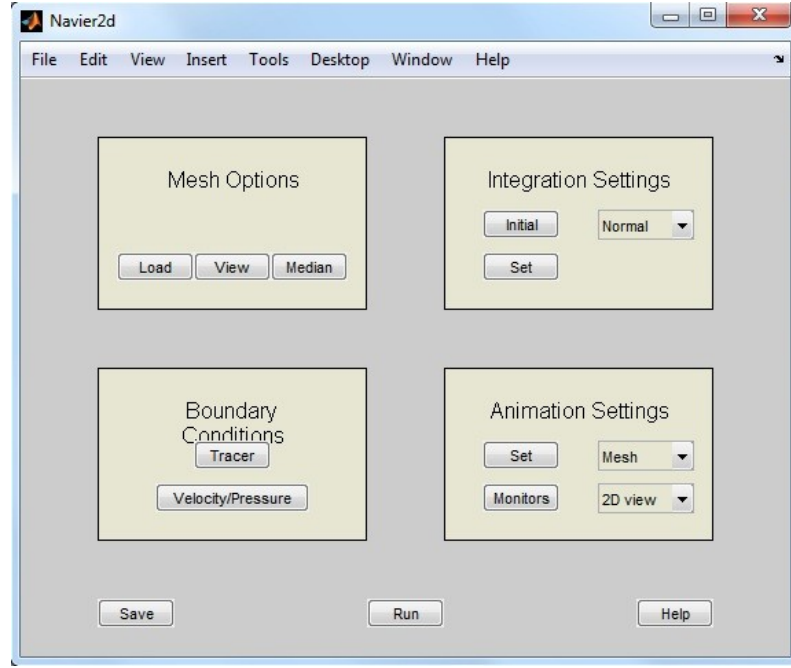 Navier2d
File Edit View Insert Tools Desktop Window Help
Mesh Options
Load View Median
Integration Settings
Initial Normal
Set
Boundary
Conditions
Tracer
Velocity/Pressure
Animation Settings
Set Mesh
Monitors 2D view
Save Run Help